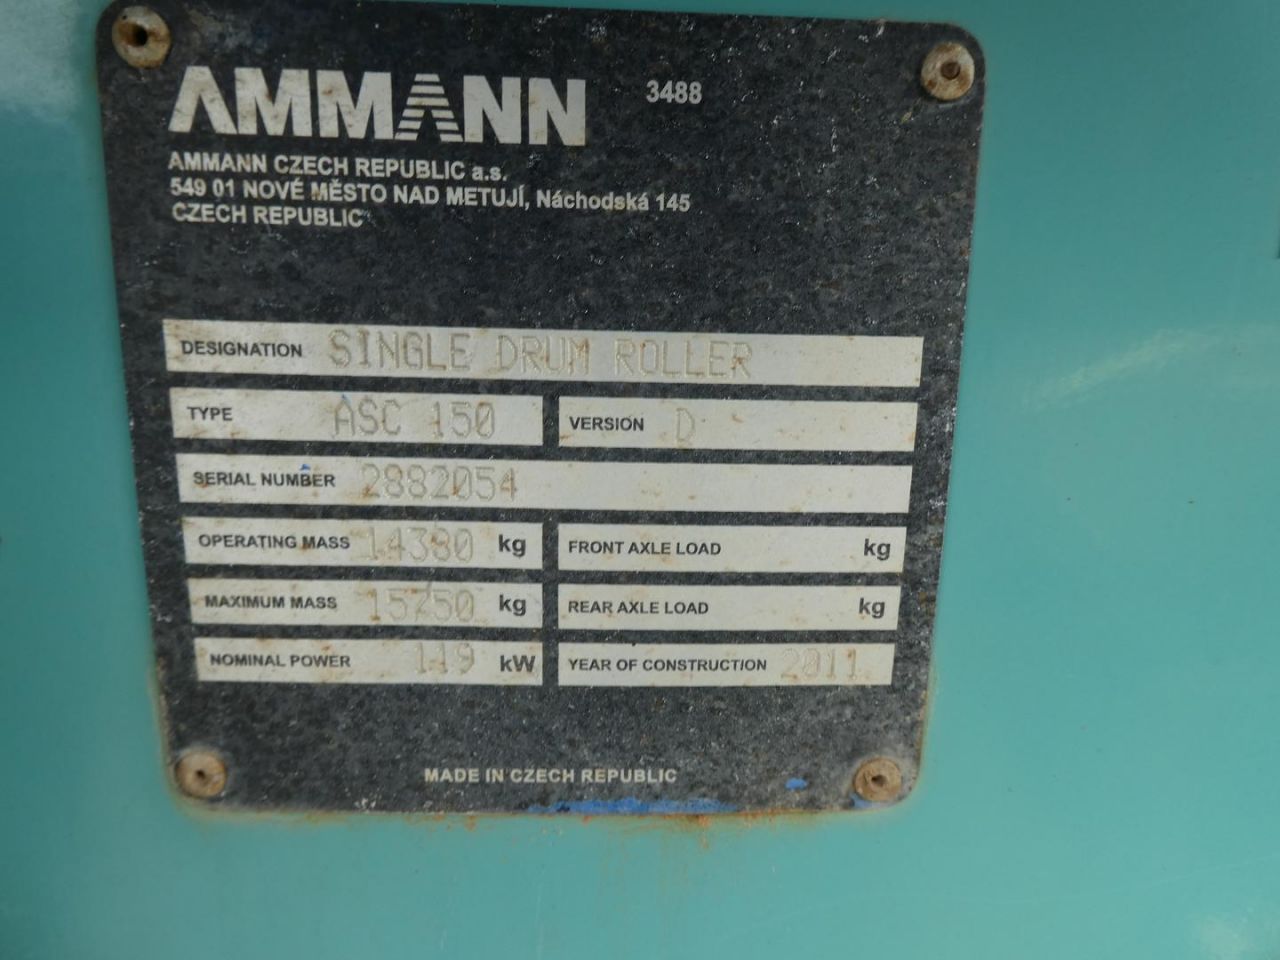 AMMANN 3488
AMMANN CZECH REPUBLIC a.s.
549 01 NOVÉ MĚSTO NAD METUJÍ, Náchodská 145
CZECH REPUBLIC
DESIGNATION SINGLE DRUM ROLLER
TYPE ASC 150 VERSION D
SERIAL NUMBER 2882054
OPERATING MASS 14380 kg FRONT AXLE LOAD kg
MAXIMUM MASS 15750 kg REAR AXLE LOAD kg
NOMINAL POWER 119 kW YEAR OF CONSTRUCTION 2011
MADE IN CZECH REPUBLIC